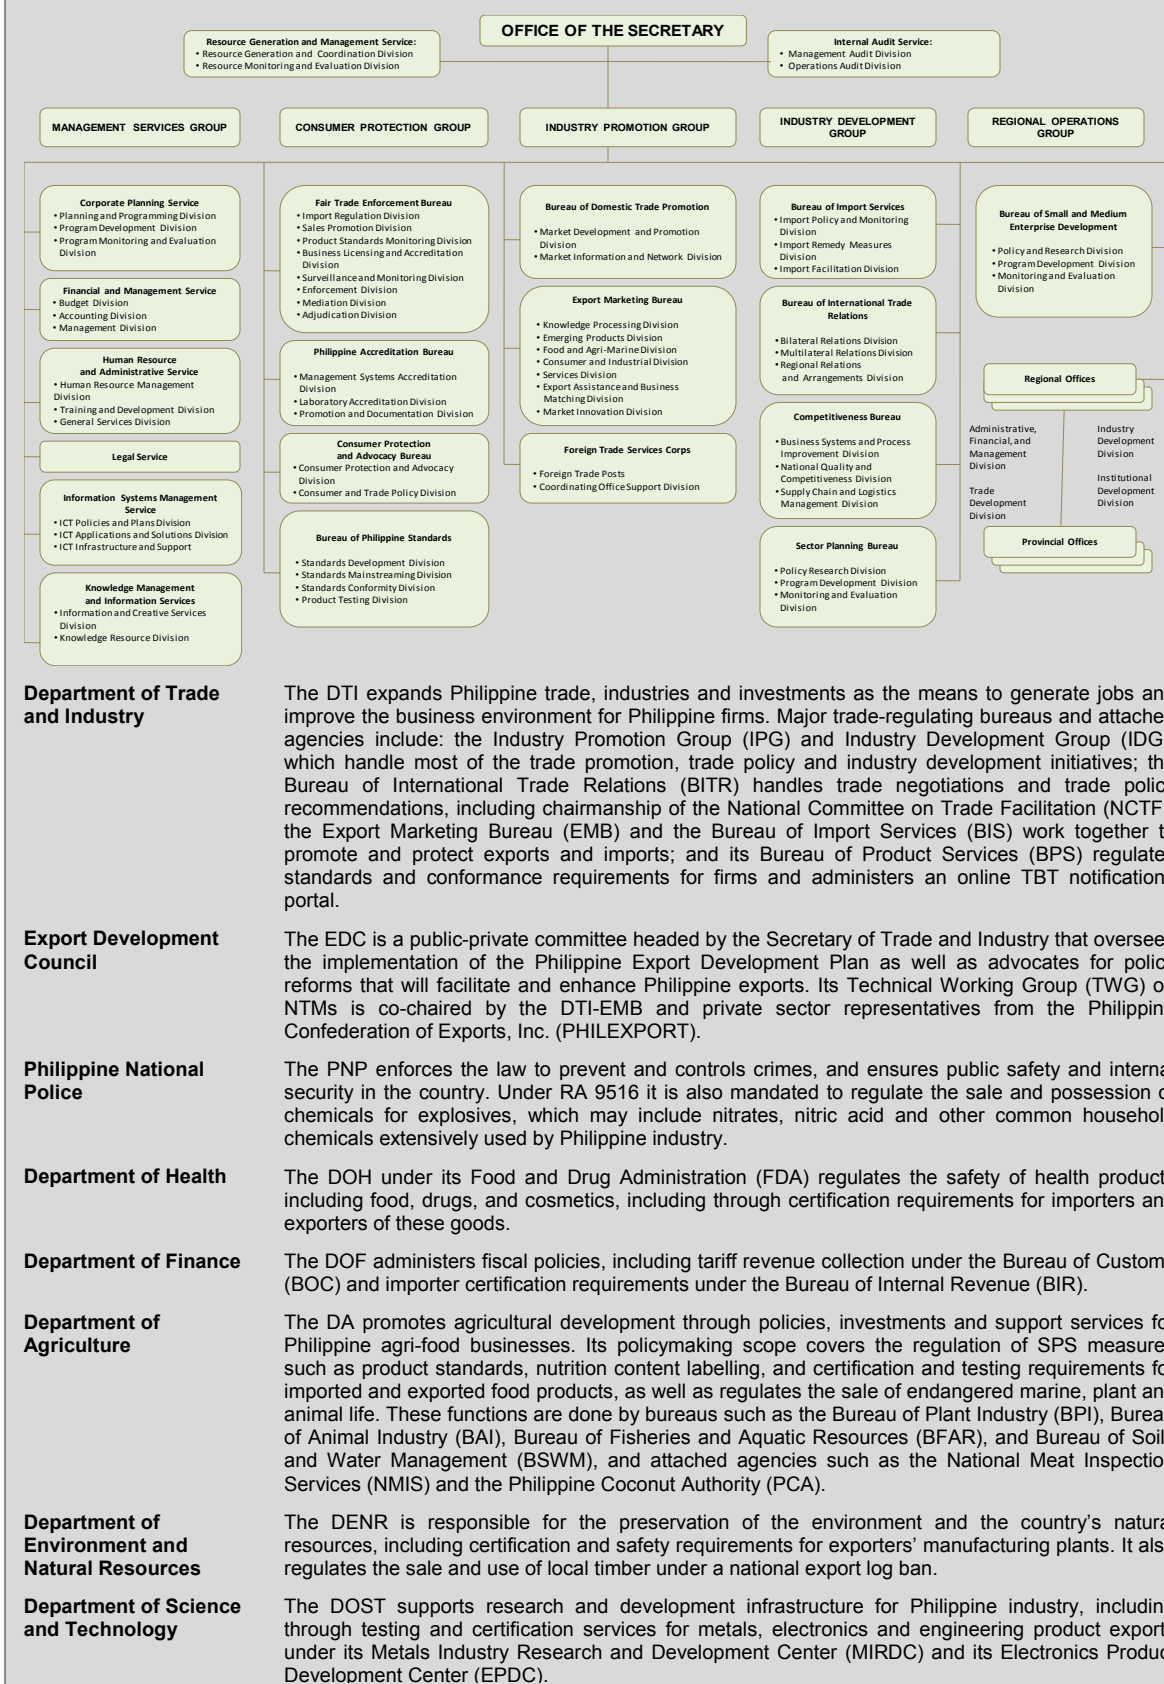 OFFICE OF THE SECRETARY
Resource Generation and Management Service:
• Resource Generation and Coordination Division
• Resource Monitoring and Evaluation Division
Internal Audit Service:
• Management Audit Division
• Operations Audit Division
MANAGEMENT SERVICES GROUP
CONSUMER PROTECTION GROUP
INDUSTRY PROMOTION GROUP
INDUSTRY DEVELOPMENT
GROUP
REGIONAL OPERATIONS
GROUP
Corporate Planning Service
• Planning and Programming Division
• Program Development Division
• Program Monitoring and Evaluation
Division
Financial and Management Service
• Budget Division
• Accounting Division
• Management Division
Human Resource
and Administrative Service
• Human Resource Management
Division
• Training and Development Division
• General Services Division
Legal Service
Information Systems Management
Service
• ICT Policies and Plans Division
• ICT Applications and Solutions Division
• ICT Infrastructure and Support
Knowledge Management
and Information Services
• Information and Creative Services
Division
• Knowledge Resource Division
Fair Trade Enforcement Bureau
• Import Regulation Division
• Sales Promotion Division
• Product Standards Monitoring Division
• Business Licensing and Accreditation
Division
• Surveillance and Monitoring Division
• Enforcement Division
• Mediation Division
• Adjudication Division
Philippine Accreditation Bureau
• Management Systems Accreditation
Division
• Laboratory Accreditation Division
• Promotion and Documentation Division
Consumer Protection
and Advocacy Bureau
• Consumer Protection and Advocacy
Division
• Consumer and Trade Policy Division
Bureau of Philippine Standards
• Standards Development Division
• Standards Mainstreaming Division
• Standards Conformity Division
• Product Testing Division
Bureau of Domestic Trade Promotion
• Market Development and Promotion
Division
• Market Information and Network Division
Export Marketing Bureau
• Knowledge Processing Division
• Emerging Products Division
• Food and Agri-Marine Division
• Consumer and Industrial Division
• Services Division
• Export Assistance and Business
Matching Division
• Market Innovation Division
Foreign Trade Services Corps
• Foreign Trade Posts
• Coordinating Office Support Division
Bureau of Import Services
• Import Policy and Monitoring
Division
• Import Remedy Measures
Division
• Import Facilitation Division
Bureau of International Trade
Relations
• Bilateral Relations Division
• Multilateral Relations Division
• Regional Relations
and Arrangements Division
Competitiveness Bureau
• Business Systems and Process
Improvement Division
• National Quality and
Competitiveness Division
• Supply Chain and Logistics
Management Division
Sector Planning Bureau
• Policy Research Division
• Program Development Division
• Monitoring and Evaluation
Division
Bureau of Small and Medium
Enterprise Development
• Policy and Research Division
• Program Development Division
• Monitoring and Evaluation
Division
Regional Offices
Administrative,
Financial, and
Management
Division
Trade
Development
Division
Industry
Development
Division
Institutional
Development
Division
Provincial Offices
Department of Trade
and Industry
The DTI expands Philippine trade, industries and investments as the means to generate jobs an
improve the business environment for Philippine firms. Major trade-regulating bureaus and attache
agencies include: the Industry Promotion Group (IPG) and Industry Development Group (IDG
which handle most of the trade promotion, trade policy and industry development initiatives; th
Bureau of International Trade Relations (BITR) handles trade negotiations and trade polic
recommendations, including chairmanship of the National Committee on Trade Facilitation (NCTF
the Export Marketing Bureau (EMB) and the Bureau of Import Services (BIS) work together t
promote and protect exports and imports; and its Bureau of Product Services (BPS) regulate
standards and conformance requirements for firms and administers an online TBT notification
portal.
Export Development
Council
The EDC is a public-private committee headed by the Secretary of Trade and Industry that oversee
the implementation of the Philippine Export Development Plan as well as advocates for polic
reforms that will facilitate and enhance Philippine exports. Its Technical Working Group (TWG) o
NTMs is co-chaired by the DTI-EMB and private sector representatives from the Philippin
Confederation of Exports, Inc. (PHILEXPORT).
Philippine National
Police
The PNP enforces the law to prevent and controls crimes, and ensures public safety and interna
security in the country. Under RA 9516 it is also mandated to regulate the sale and possession o
chemicals for explosives, which may include nitrates, nitric acid and other common househol
chemicals extensively used by Philippine industry.
Department of Health
The DOH under its Food and Drug Administration (FDA) regulates the safety of health product
including food, drugs, and cosmetics, including through certification requirements for importers an
exporters of these goods.
Department of Finance
The DOF administers fiscal policies, including tariff revenue collection under the Bureau of Custom
(BOC) and importer certification requirements under the Bureau of Internal Revenue (BIR).
Department of
Agriculture
The DA promotes agricultural development through policies, investments and support services fo
Philippine agri-food businesses. Its policymaking scope covers the regulation of SPS measure
such as product standards, nutrition content labelling, and certification and testing requirements fo
imported and exported food products, as well as regulates the sale of endangered marine, plant an
animal life. These functions are done by bureaus such as the Bureau of Plant Industry (BPI), Burea
of Animal Industry (BAI), Bureau of Fisheries and Aquatic Resources (BFAR), and Bureau of Soil
and Water Management (BSWM), and attached agencies such as the National Meat Inspectio
Services (NMIS) and the Philippine Coconut Authority (PCA).
Department of
Environment and
Natural Resources
The DENR is responsible for the preservation of the environment and the country’s natura
resources, including certification and safety requirements for exporters’ manufacturing plants. It als
regulates the sale and use of local timber under a national export log ban.
Department of Science
and Technology
The DOST supports research and development infrastructure for Philippine industry, includin
through testing and certification services for metals, electronics and engineering product export
under its Metals Industry Research and Development Center (MIRDC) and its Electronics Produc
Development Center (EPDC).